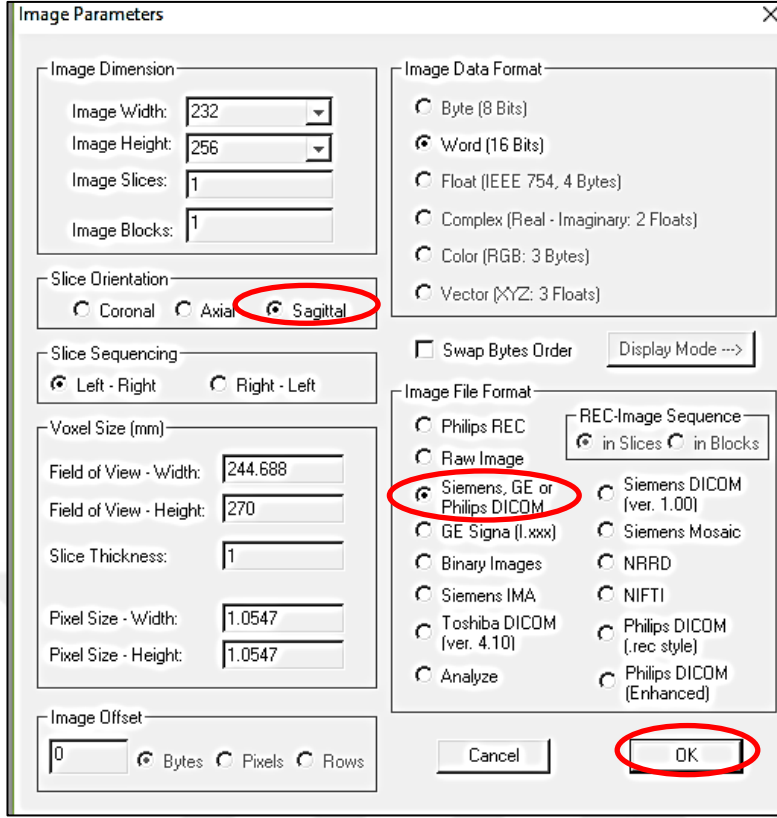 Image Parameters
Image Dimension
Image Width: 232
Image Height: 256
Image Slices: 1
Image Blocks: 1
Slice Orientation
Coronal Axial Sagittal
Slice Sequencing
Left - Right Right - Left
Voxel Size (mm)
Field of View - Width: 244.688
Field of View - Height: 270
Slice Thickness: 1
Pixel Size - Width: 1.0547
Pixel Size - Height: 1.0547
Image Offset
0 Bytes Pixels Rows
Image Data Format
Byte (8 Bits)
Word (16 Bits)
Float (IEEE 754, 4 Bytes)
Complex (Real - Imaginary: 2 Floats)
Color (RGB: 3 Bytes)
Vector (XYZ: 3 Floats)
Swap Bytes Order Display Mode --->
Image File Format
Philips REC
Raw Image
Siemens, GE or
Philips DICOM
GE Signa (I.xxx)
Binary Images
Siemens IMA
Toshiba DICOM
(ver. 4.10)
Analyze
REC-Image Sequence
in Slices in Blocks
Siemens DICOM
(ver. 1.00)
Siemens Mosaic
NRRD
NIFTI
Philips DICOM
(.rec style)
Philips DICOM
(Enhanced)
Cancel OK